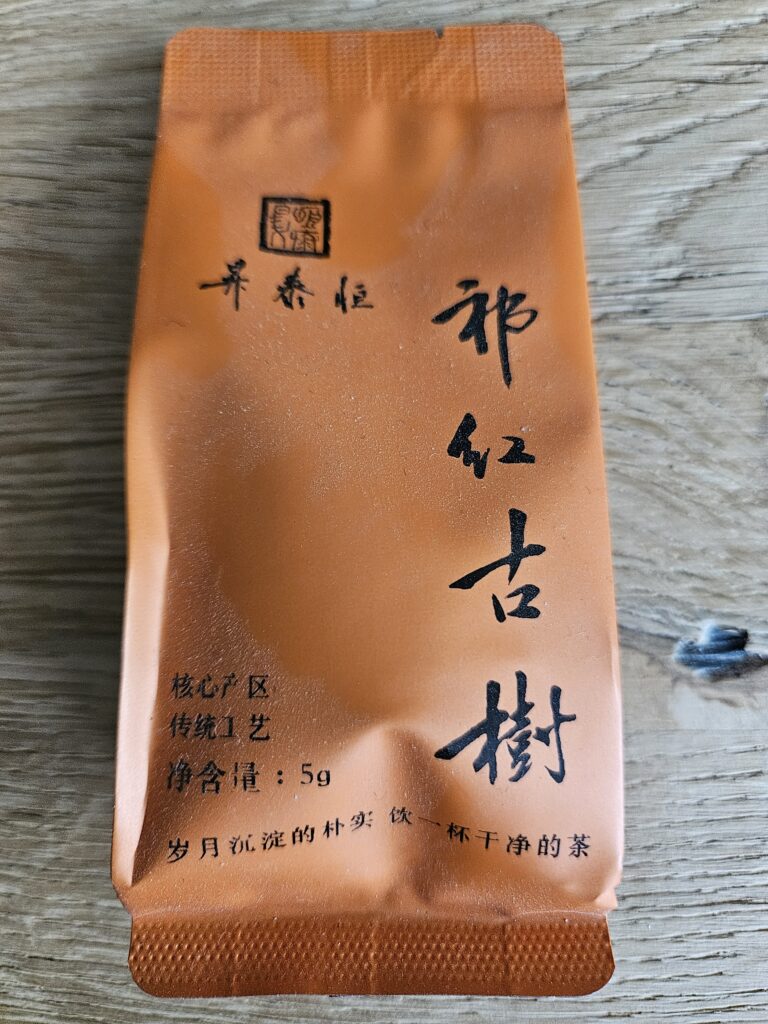 昇泰恒
祁红古樹
核心产区
传统工艺
净含量：5g
岁月沉淀的朴实 饮一杯干净的茶